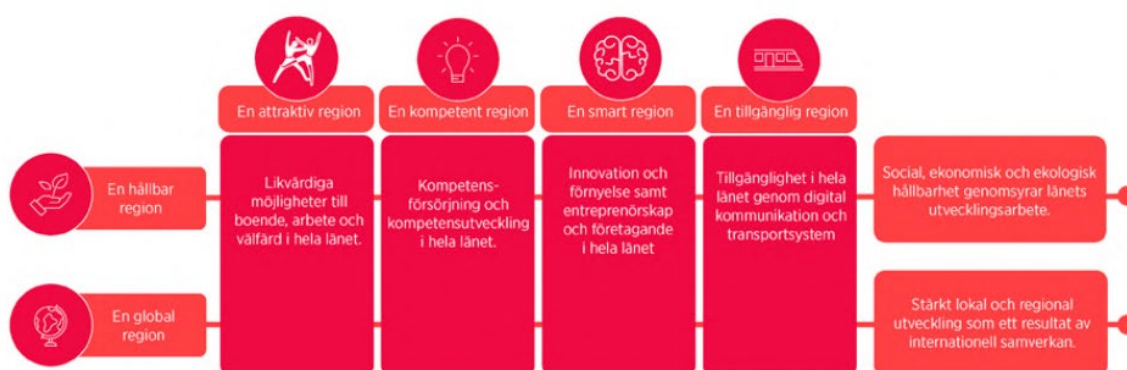 En attraktiv region
En kompetent region
En smart region
En tillgänglig region
En hållbar
region
Likvärdiga
möjligheter till
boende, arbete och
välfärd i hela länet.
Kompetens-
försörjning och
kompetensutveckling
i hela länet.
Innovation och
förnyelse samt
entreprenörskap
och företagande
i hela länet
Tillgänglighet i hela
länet genom digital
kommunikation och
transportsystem
Social, ekonomisk och ekologisk
hållbarhet genomsyrar länets
utvecklingsarbete.
En global
region
Stärkt lokal och regional
utveckling som ett resultat av
internationell samverkan.